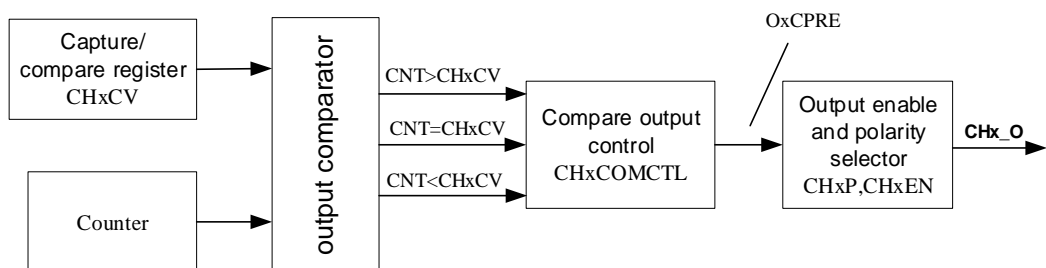 OxCPRE
Capture/
compare register
CHxCV
output comparator
CNT>CHxCV
CNT=CHxCV
CNT<CHxCV
Compare output
control
CHxCOMCTL
Output enable
and polarity
selector
CHxP,CHxEN
CHx_O
Counter